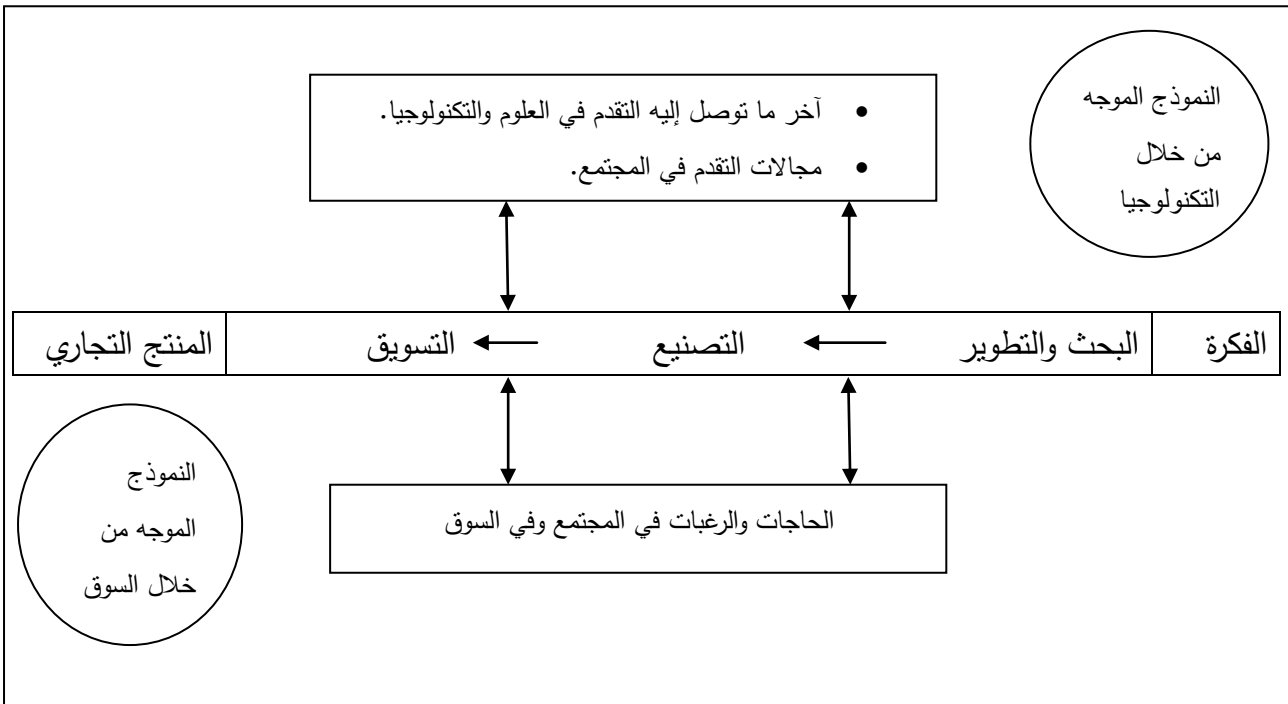 النموذج الموجه
من خلال
التكنولوجيا
• آخر ما توصل إليه التقدم في العلوم والتكنولوجيا.
• مجالات التقدم في المجتمع.
الفكرة
البحث والتطوير ← التصنيع ← التسويق
المنتج التجاري
الحاجات والرغبات في المجتمع وفي السوق
النموذج
الموجه من
خلال السوق